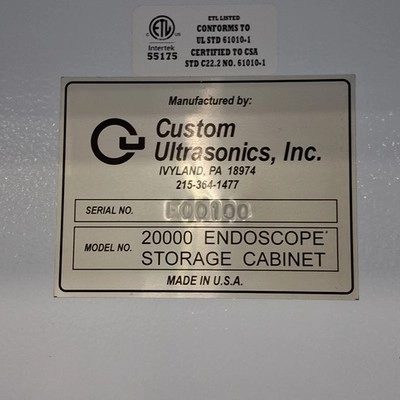 ETL LISTED
CONFORMS TO
UL STD 61010-1
CERTIFIED TO CSA
STD C22.2 NO. 61010-1
ETL
Intertek
55175
Manufactured by:
Custom
Ultrasonics, Inc.
IVYLAND, PA 18974
215-364-1477
SERIAL NO.
MODEL NO. 20000 ENDOSCOPE
STORAGE CABINET
MADE IN U.S.A.